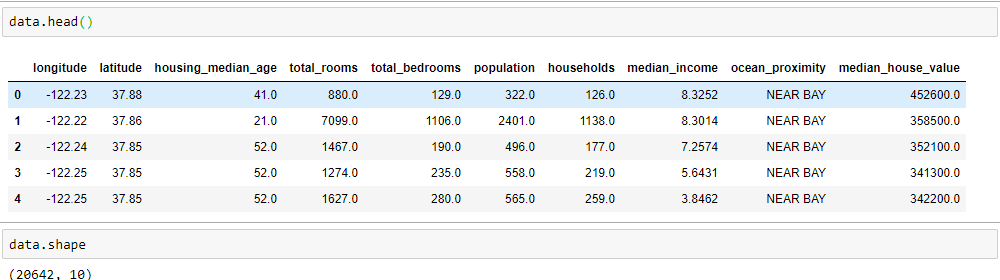 data.head()
longitude latitude housing_median_age total_rooms total_bedrooms population households median_income ocean_proximity median_house_value
0 -122.23 37.88 41.0 880.0 129.0 322.0 126.0 8.3252 NEAR BAY 452600.0
1 -122.22 37.86 21.0 7099.0 1106.0 2401.0 1138.0 8.3014 NEAR BAY 358500.0
2 -122.24 37.85 52.0 1467.0 190.0 496.0 177.0 7.2574 NEAR BAY 352100.0
3 -122.25 37.85 52.0 1274.0 235.0 558.0 219.0 5.6431 NEAR BAY 341300.0
4 -122.25 37.85 52.0 1627.0 280.0 565.0 259.0 3.8462 NEAR BAY 342200.0
data.shape
(20642, 10)